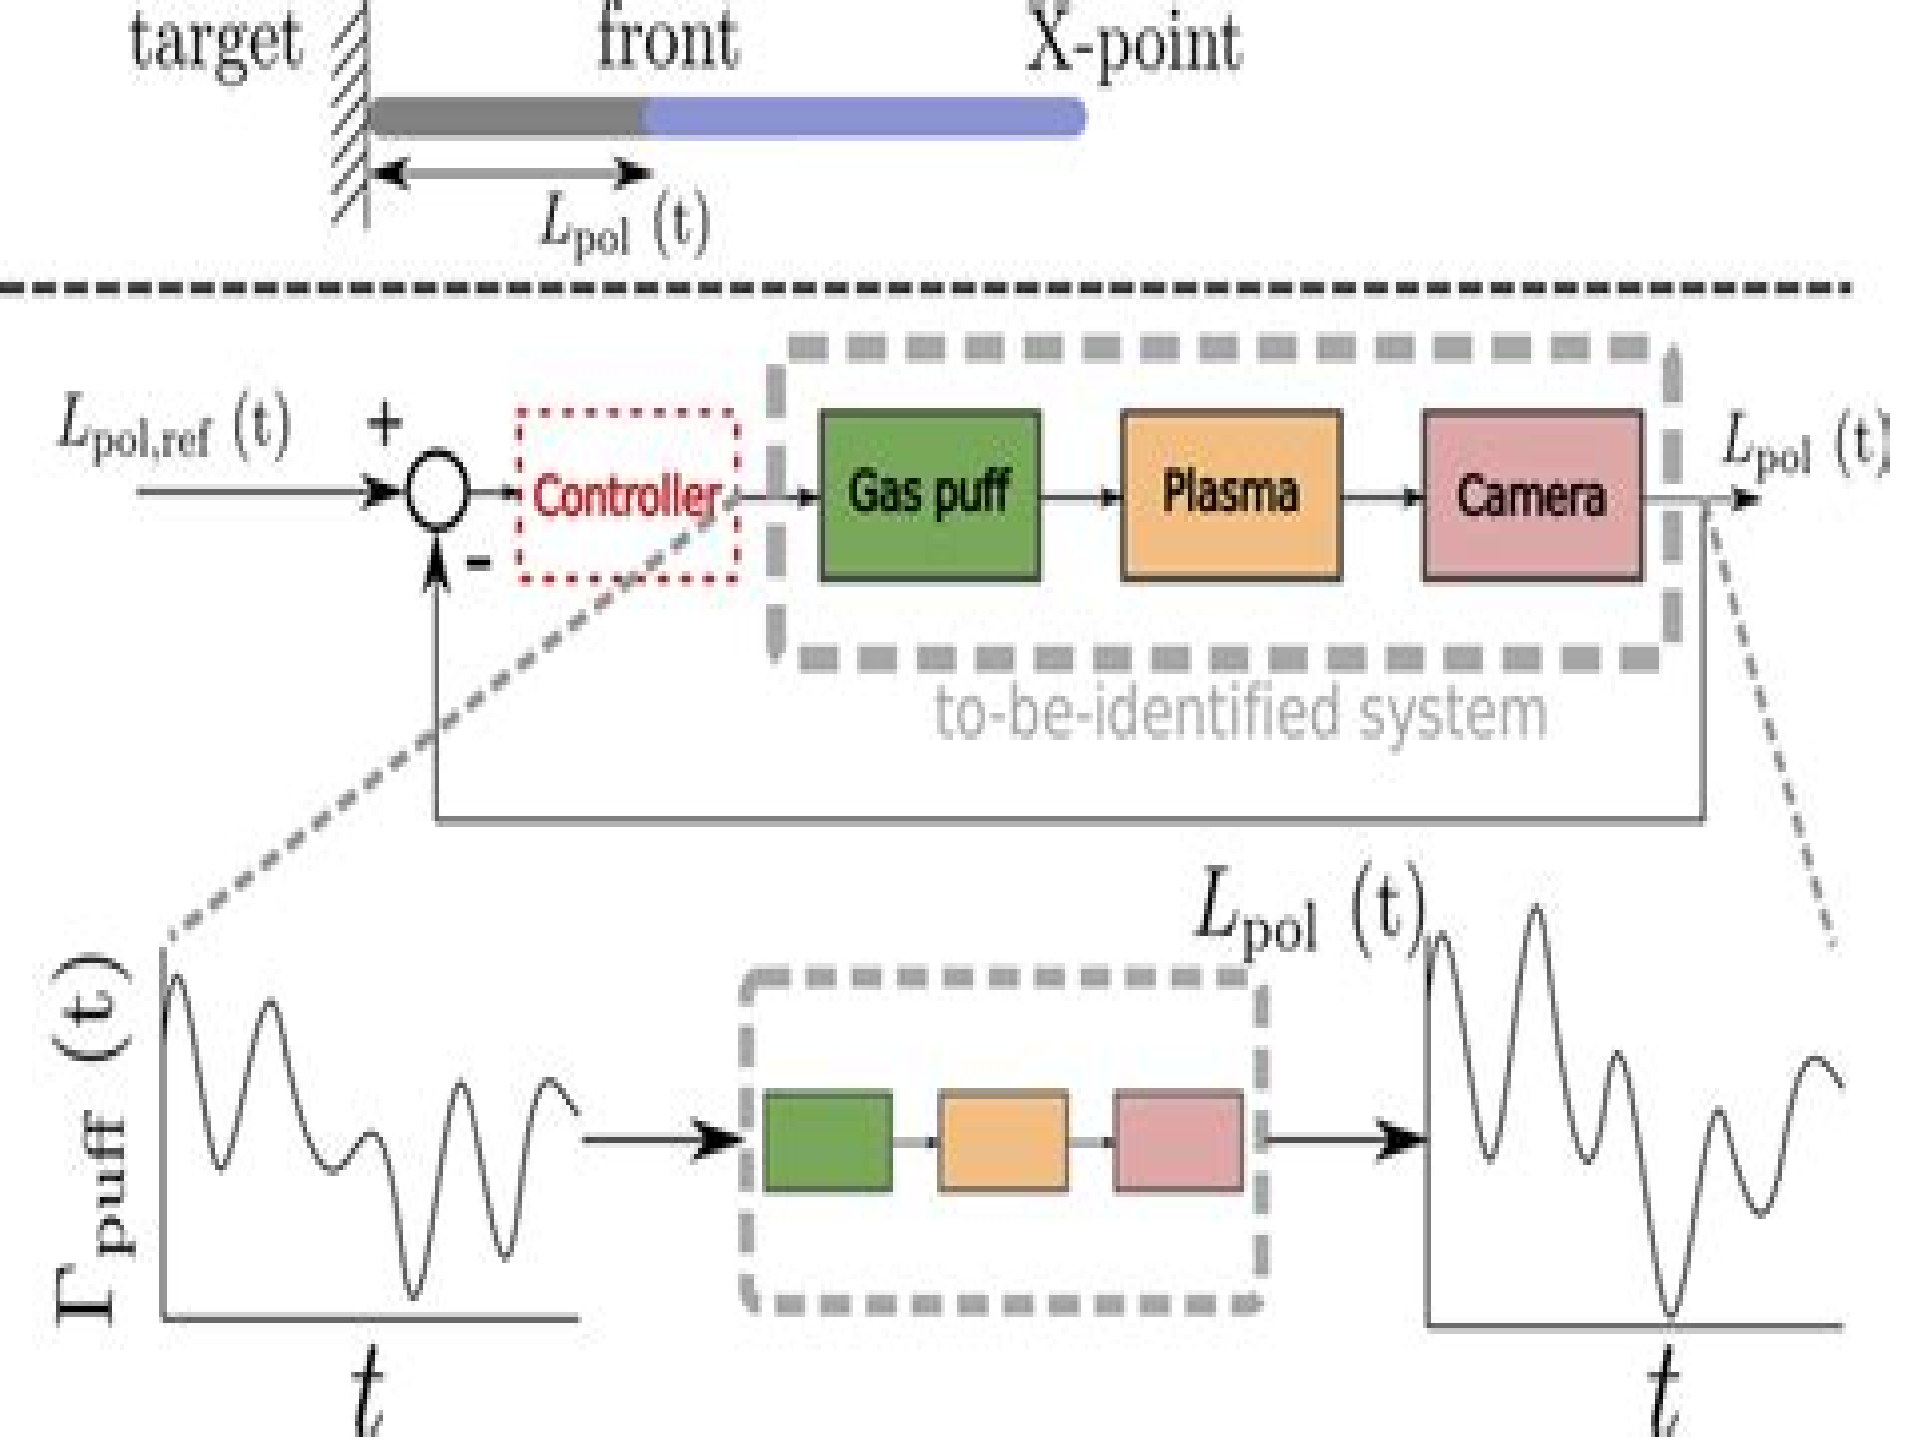 target front X-point
L_pol (t)
L_pol,ref (t) + L_pol (t)
Controller Gas puff Plasma Camera
-
to-be-identified system
L_pol (t)
Γ_puff (t)
t t